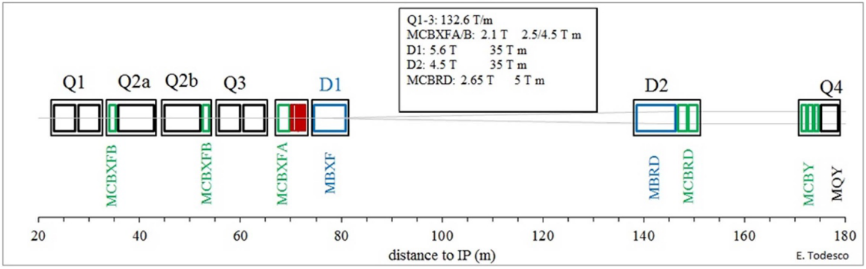 Q1-3: 132.6 T/m
MCBXFA/B: 2.1 T 2.5/4.5 T m
D1: 5.6 T 35 T m
D2: 4.5 T 35 T m
MCBRD: 2.65 T 5 T m
Q1 Q2a Q2b Q3 D1 D2 Q4
MCBXFB MCBXFB MCBXFA MBXF MBRD MCBRD MCBY MQY
20 40 60 80 100 120 140 160 180
distance to IP (m)
E. Todesco